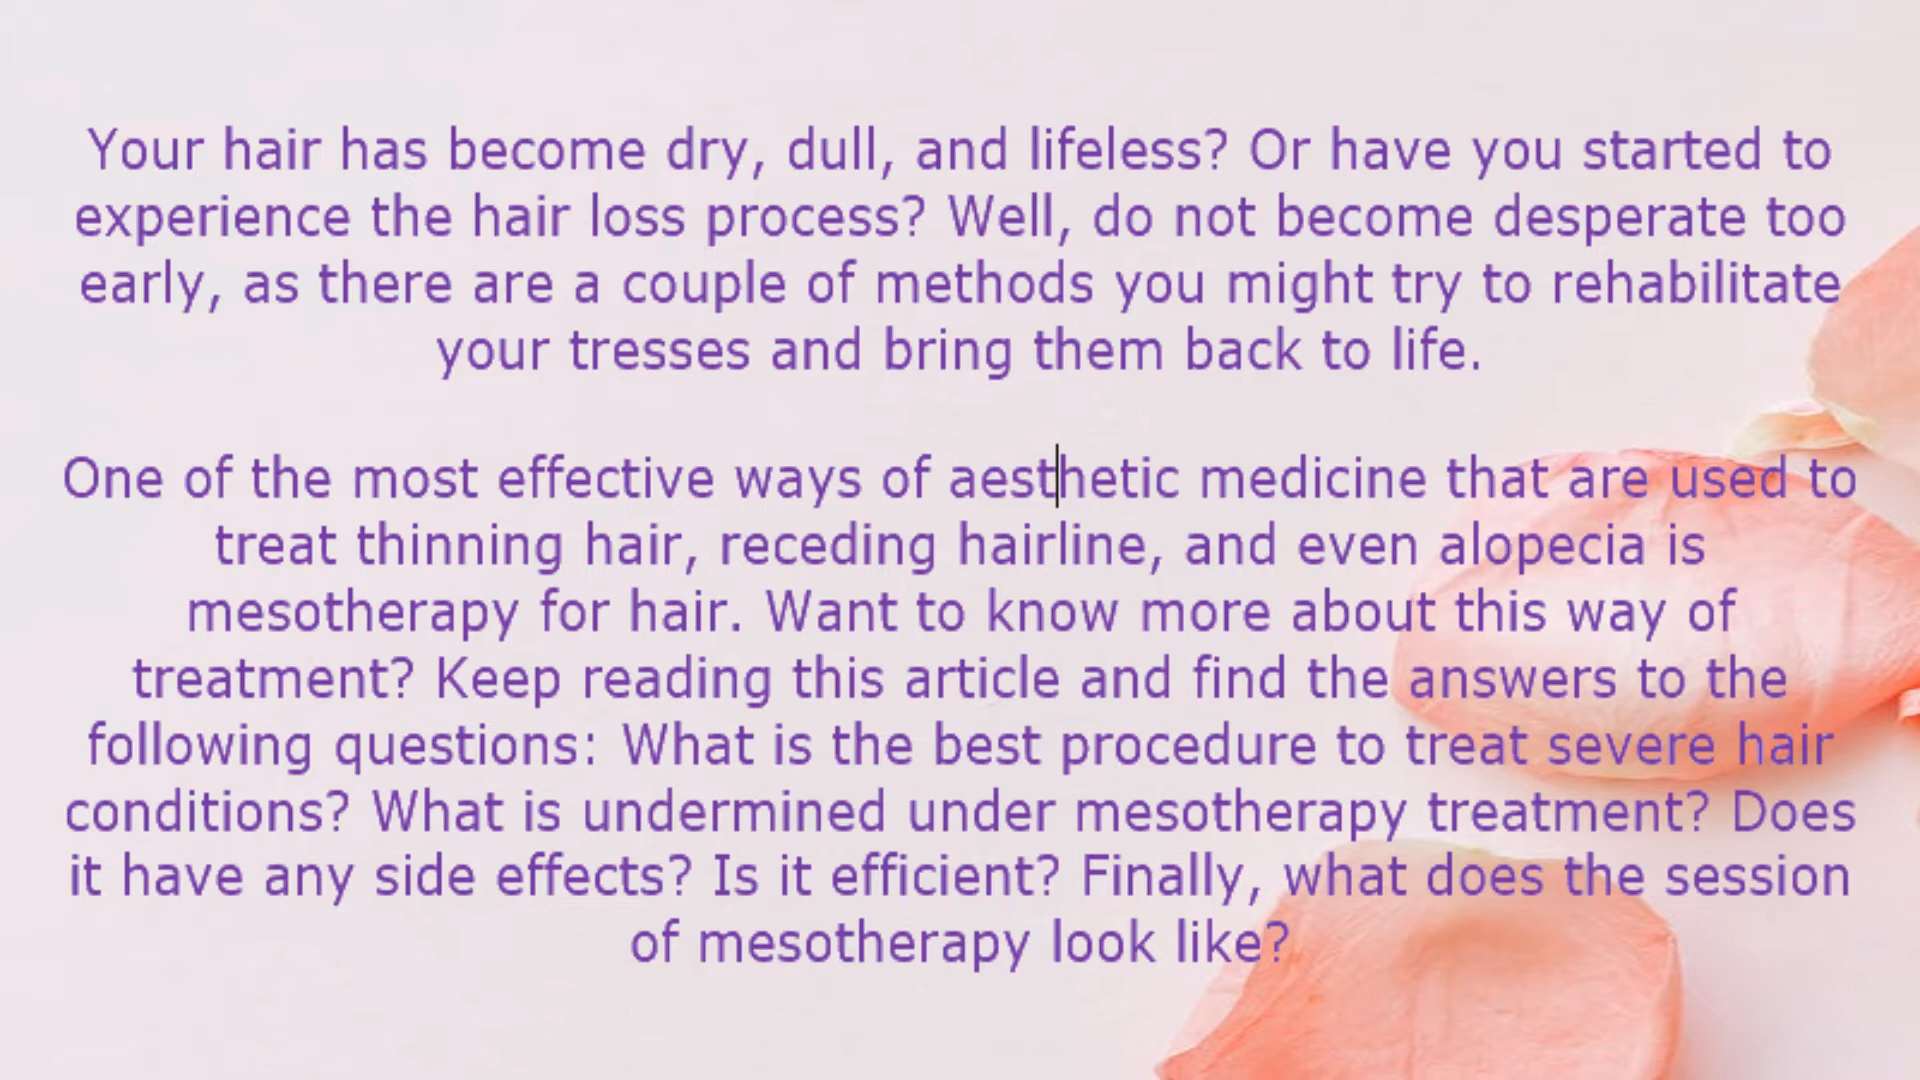 Your hair has become dry, dull, and lifeless? Or have you started to
experience the hair loss process? Well, do not become desperate too
early, as there are a couple of methods you might try to rehabilitate
your tresses and bring them back to life.
One of the most effective ways of aesthetic medicine that are used to
treat thinning hair, receding hairline, and even alopecia is
mesotherapy for hair. Want to know more about this way of
treatment? Keep reading this article and find the answers to the
following questions: What is the best procedure to treat severe hair
conditions? What is undermined under mesotherapy treatment? Does
it have any side effects? Is it efficient? Finally, what does the session
of mesotherapy look like?